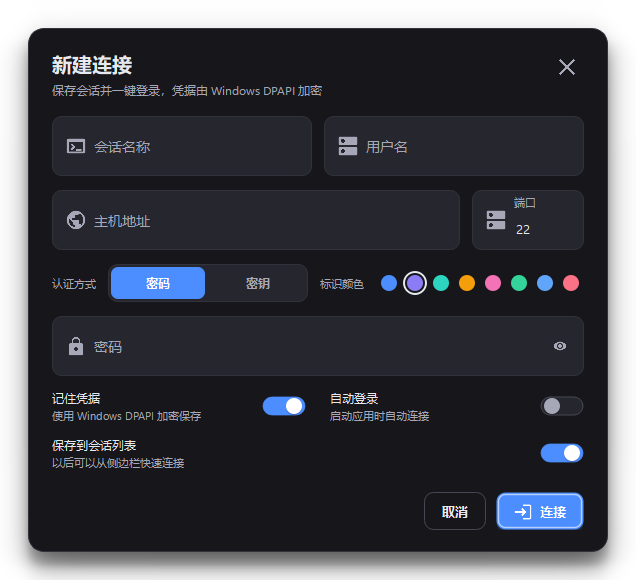 新建连接
保存会话并一键登录，凭据由 Windows DPAPI 加密
会话名称
用户名
主机地址
端口
22
认证方式 密码 密钥 标识颜色
密码
记住凭据
使用 Windows DPAPI 加密保存
自动登录
启动应用时自动连接
保存到会话列表
以后可以从侧边栏快速连接
取消
连接